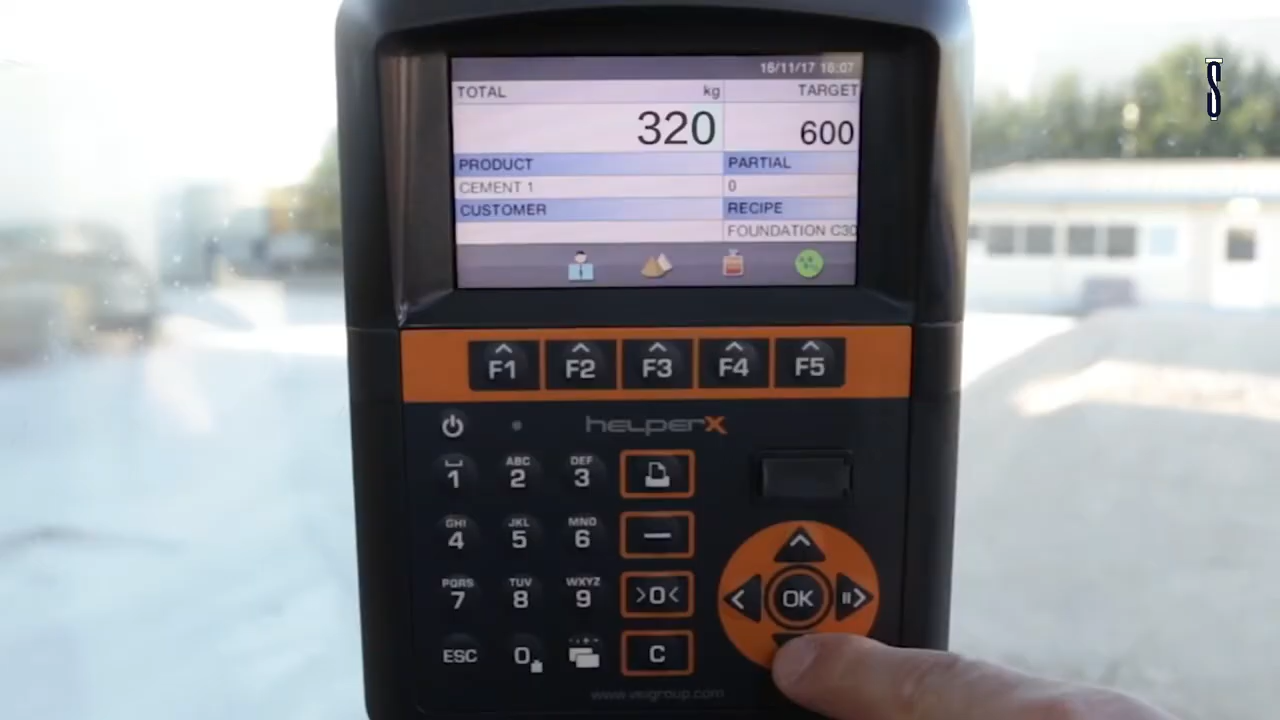 S
16/11/17 16:07
TOTAL kg TARGET
320 600
PRODUCT PARTIAL
CEMENT 1 0
CUSTOMER RECIPE
FOUNDATION C30
F1 F2 F3 F4 F5
helperX
1 ABC 2 DEF 3
GHI 4 JKL 5 MNO 6
PQRS 7 TUV 8 WXYZ 9 >0<
OK
ESC 0 C